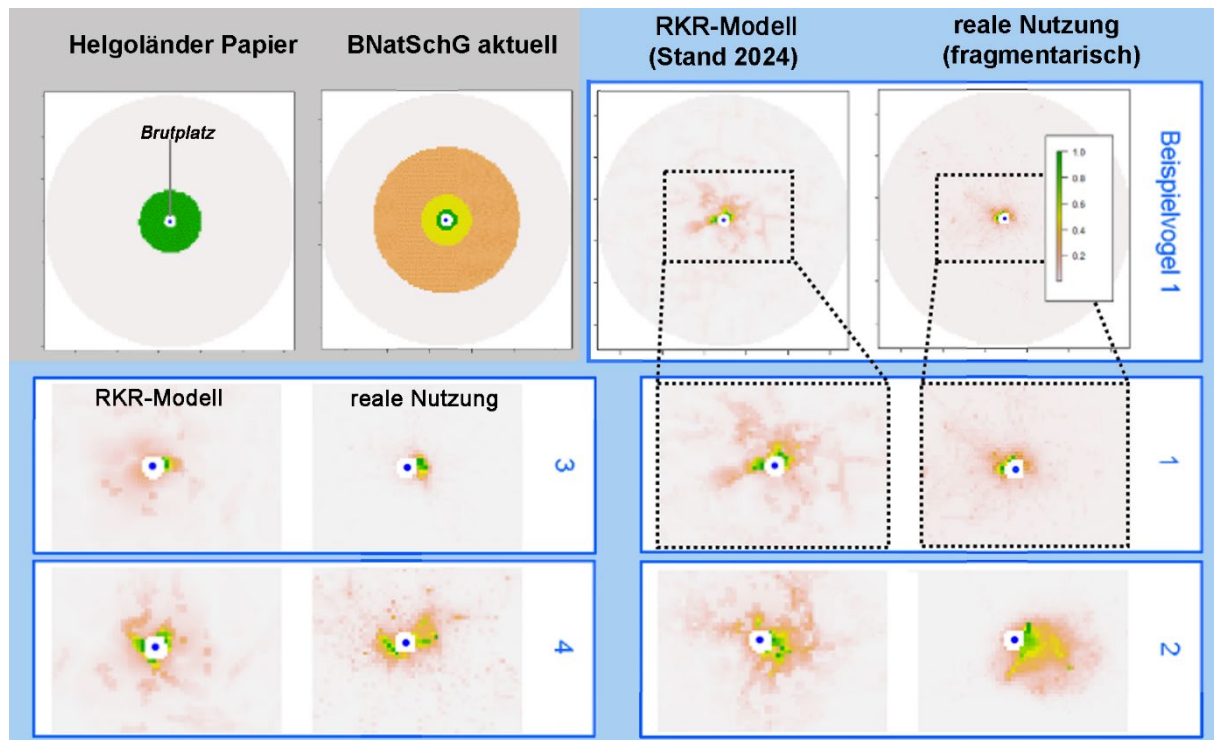 Helgoländer Papier
BNatSchG aktuell
RKR-Modell
(Stand 2024)
reale Nutzung
(fragmentarisch)
Brutplatz
1.0
0.8
0.6
0.4
0.2
Beispielvogel 1
RKR-Modell
reale Nutzung
3
1
4
2